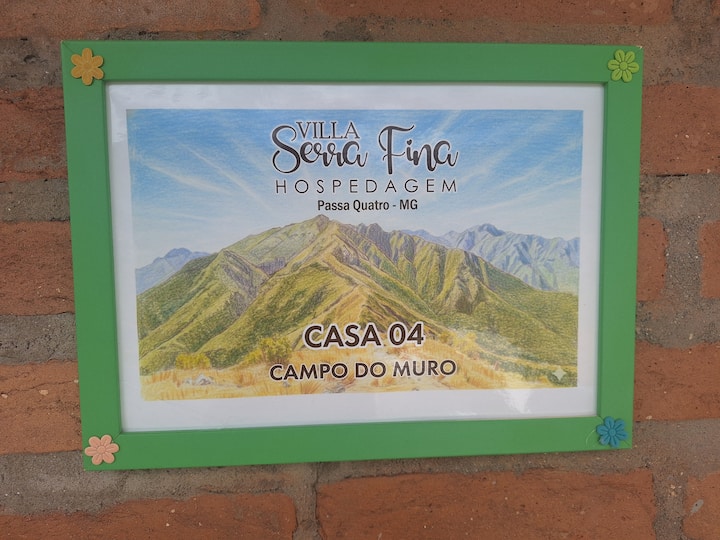 VILLA
Serra Fina
HOSPEDAGEM
Passa Quatro - MG
CASA 04
CAMPO DO MURO